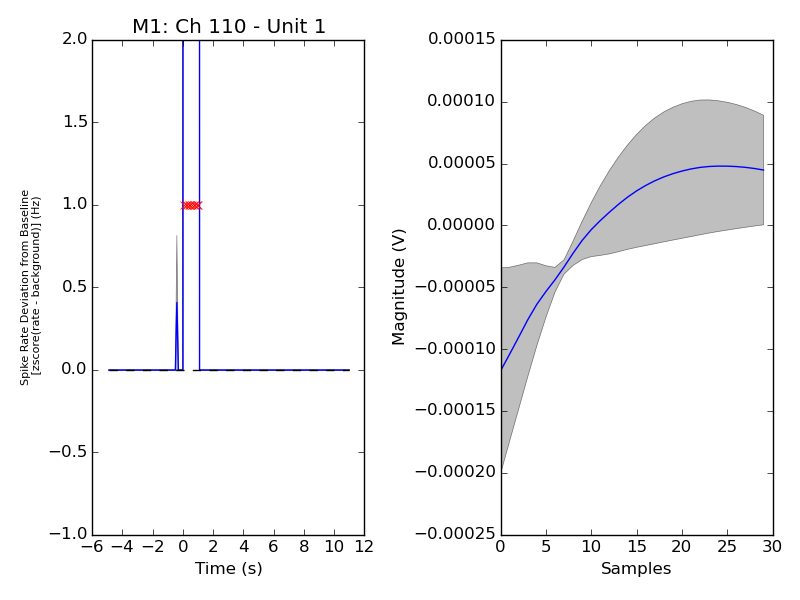 M1: Ch 110 - Unit 1
2.0
1.5
1.0
0.5
0.0
−0.5
−1.0
−6 −4 −2 0 2 4 6 8 10 12
Time (s)
Spike Rate Deviation from Baseline
[zscore(rate - background)] (Hz)
0.00015
0.00010
0.00005
0.00000
−0.00005
−0.00010
−0.00015
−0.00020
−0.00025
0 5 10 15 20 25 30
Samples
Magnitude (V)